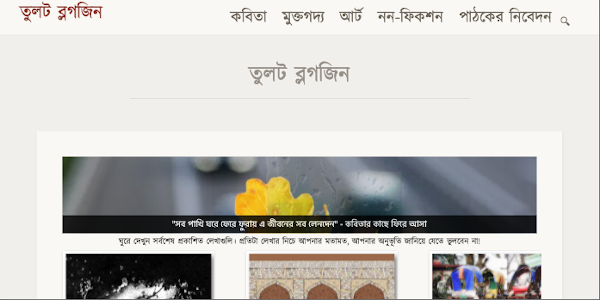 তুলট ব্লগজিন
কবিতা মুক্তগদ্য আর্ট নন-ফিকশন পাঠকের নিবেদন
তুলট ব্লগজিন
"সব পাখি ঘরে ফেরে ফুরায় এ জীবনের সব লেনদেন" - কবিতার কাছে ফিরে আসা
ঘুরে দেখুন সর্বশেষ প্রকাশিত লেখাগুলি। প্রতিটা লেখার নিচে আপনার মতামত, আপনার অনুভূতি জানিয়ে যেতে ভুলবেন না!